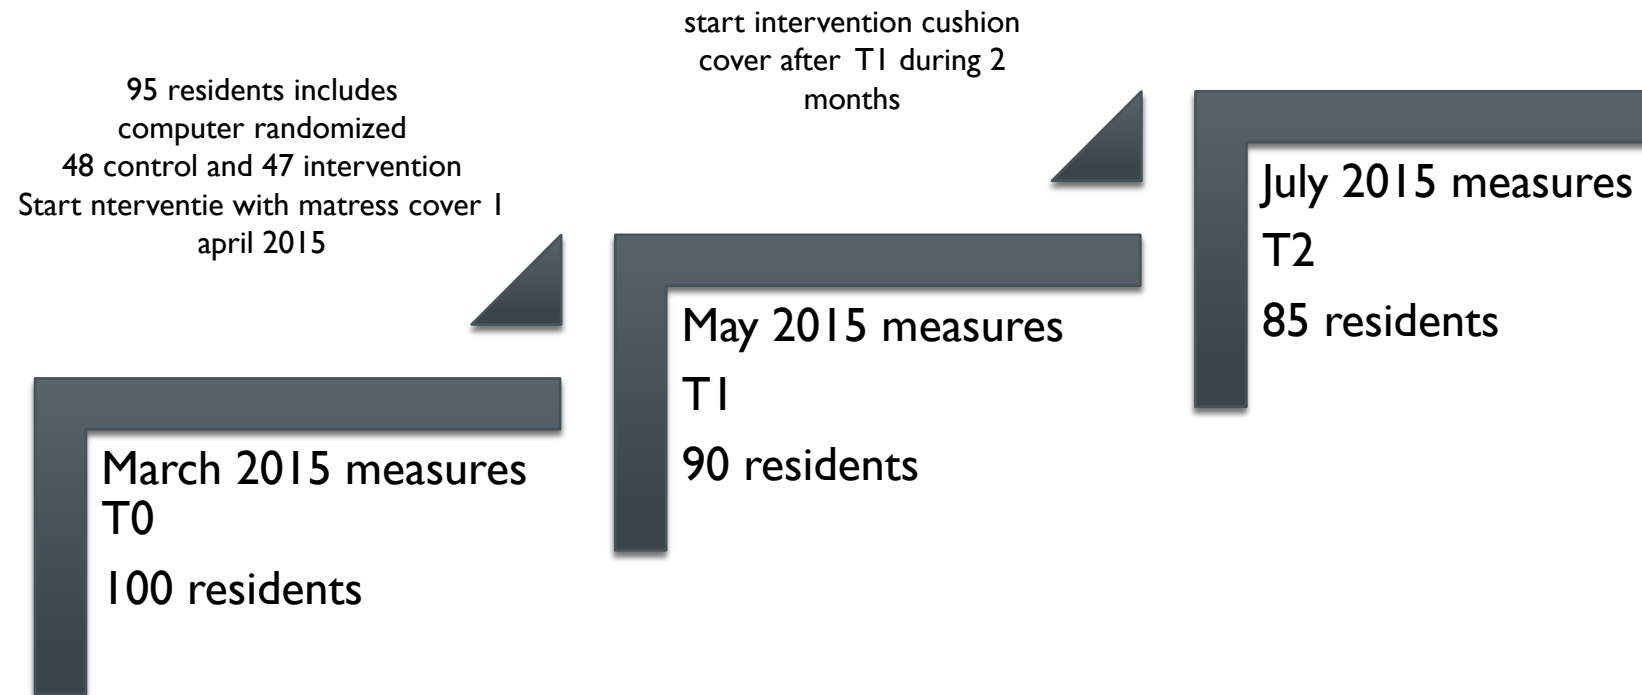 95 residents includes
computer randomized
48 control and 47 intervention
Start nterventie with matress cover 1
april 2015
start intervention cushion
cover after T1 during 2
months
March 2015 measures
T0
100 residents
May 2015 measures
T1
90 residents
July 2015 measures
T2
85 residents